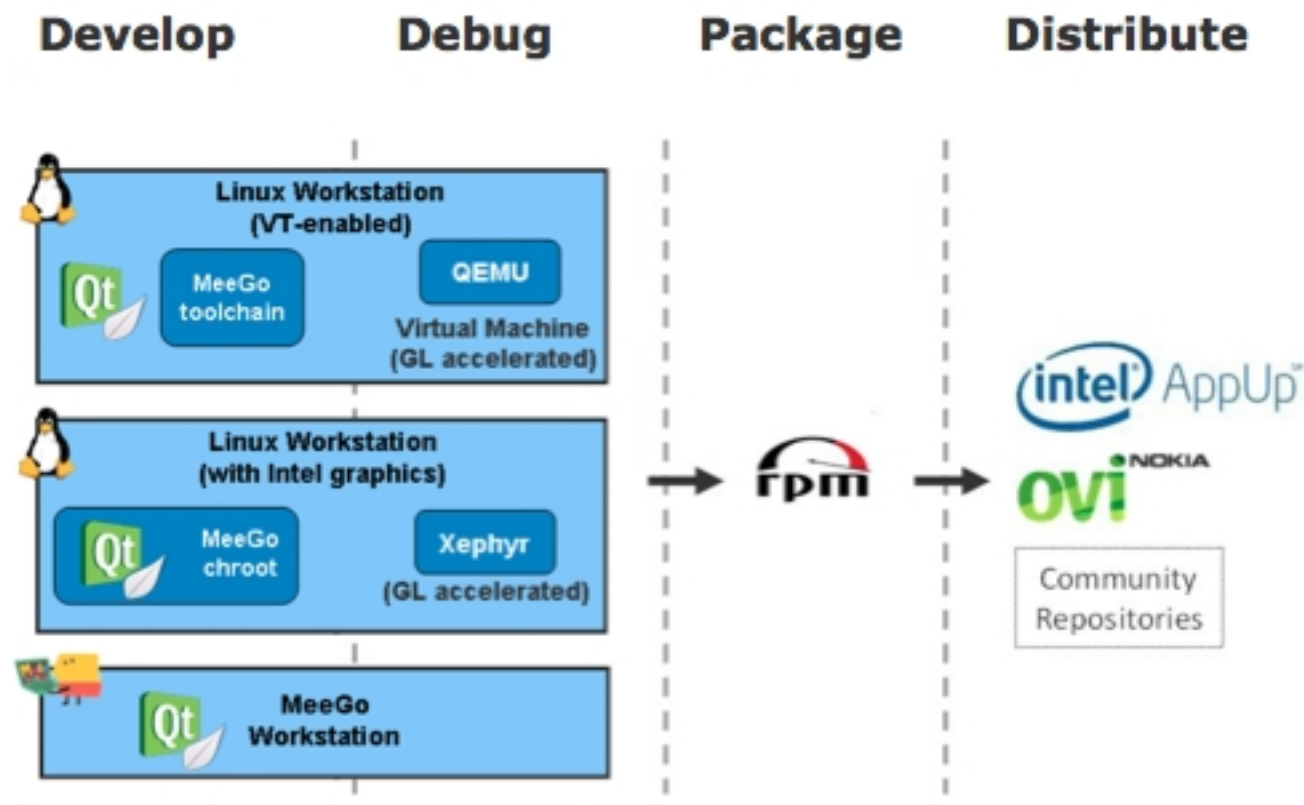 Develop Debug Package Distribute
Linux Workstation
(VT-enabled)
Qt
MeeGo
toolchain
QEMU
Virtual Machine
(GL accelerated)
Linux Workstation
(with Intel graphics)
Qt
MeeGo
chroot
Xephyr
(GL accelerated)
Qt
MeeGo
Workstation
rpm
intel AppUp℠
ovi NOKIA
Community
Repositories